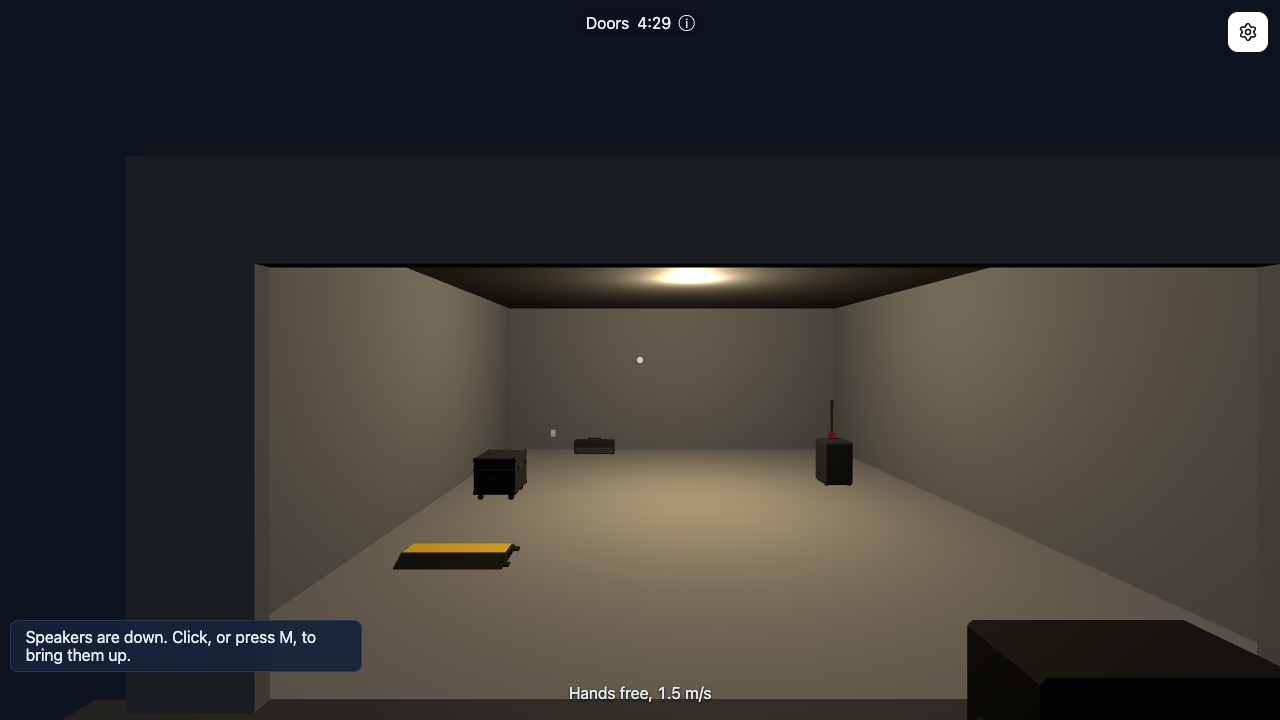 Doors 4:29 ⓘ
Speakers are down. Click, or press M, to
bring them up.
Hands free, 1.5 m/s